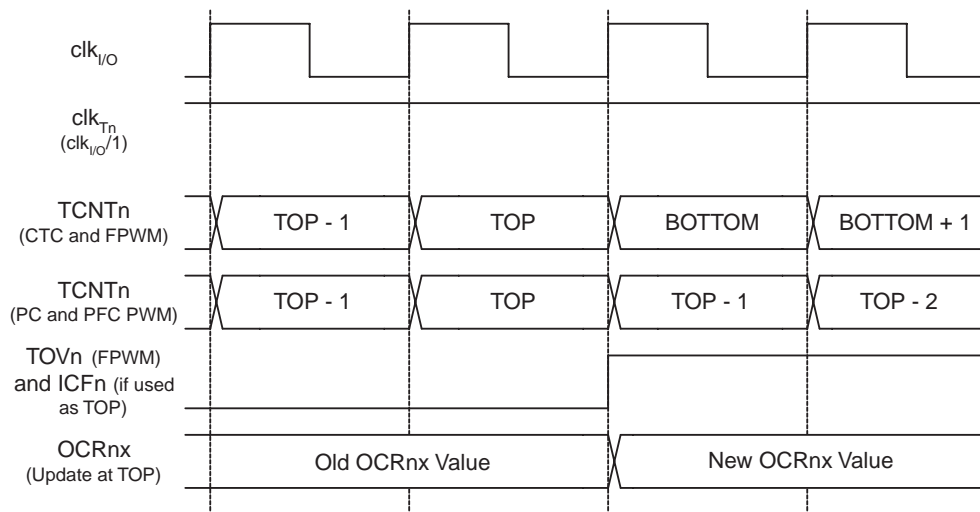 clkI/O
clkTn
(clkI/O/1)
TCNTn
(CTC and FPWM)
TOP - 1
TOP
BOTTOM
BOTTOM + 1
TCNTn
(PC and PFC PWM)
TOP - 1
TOP
TOP - 1
TOP - 2
TOVn (FPWM)
and ICFn (if used
as TOP)
OCRnx
(Update at TOP)
Old OCRnx Value
New OCRnx Value